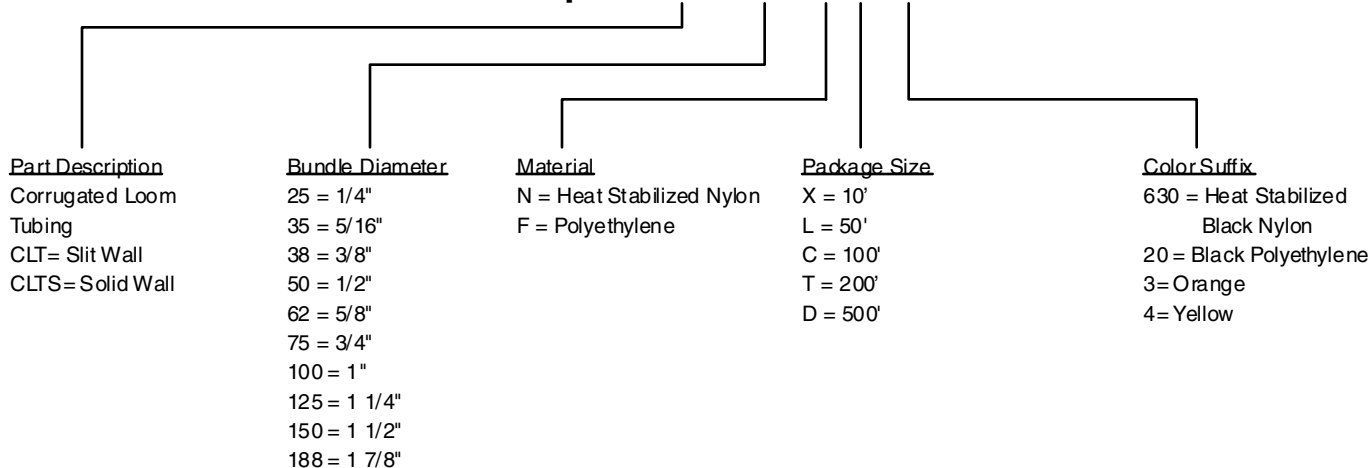 Part Description
Corrugated Loom
Tubing
CLT= Slit Wall
CLTS= Solid Wall
Bundle Diameter
25 = 1/4"
35 = 5/16"
38 = 3/8"
50 = 1/2"
62 = 5/8"
75 = 3/4"
100 = 1"
125 = 1 1/4"
150 = 1 1/2"
188 = 1 7/8"
Material
N = Heat Stabilized Nylon
F = Polyethylene
Package Size
X = 10’
L = 50'
C = 100'
T = 200’
D = 500'
Color Suffix
630 = Heat Stabilized
Black Nylon
20 = Black Polyethylene
3= Orange
4= Yellow